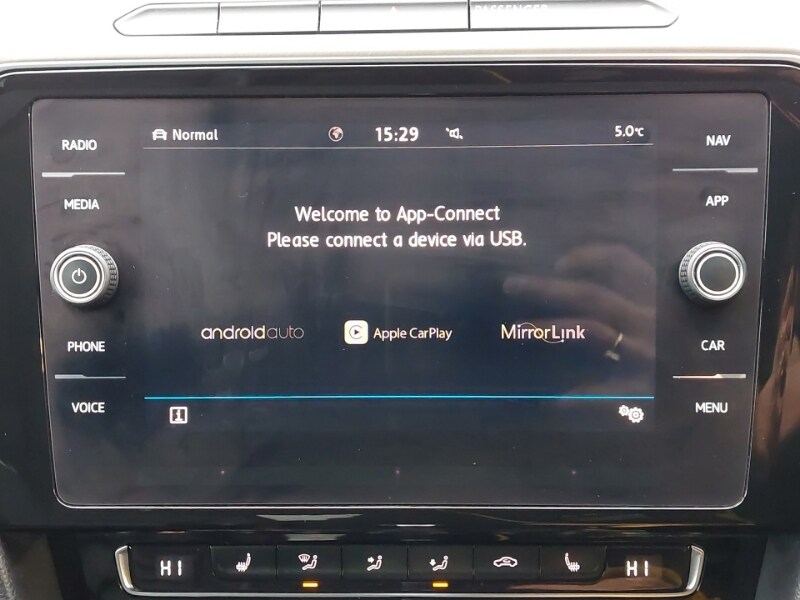 PASSENGER
RADIO
MEDIA
PHONE
VOICE
Normal 15:29 5.0°C
Welcome to App-Connect
Please connect a device via USB.
androidauto Apple CarPlay MirrorLink
i
NAV
APP
CAR
MENU
HI HI